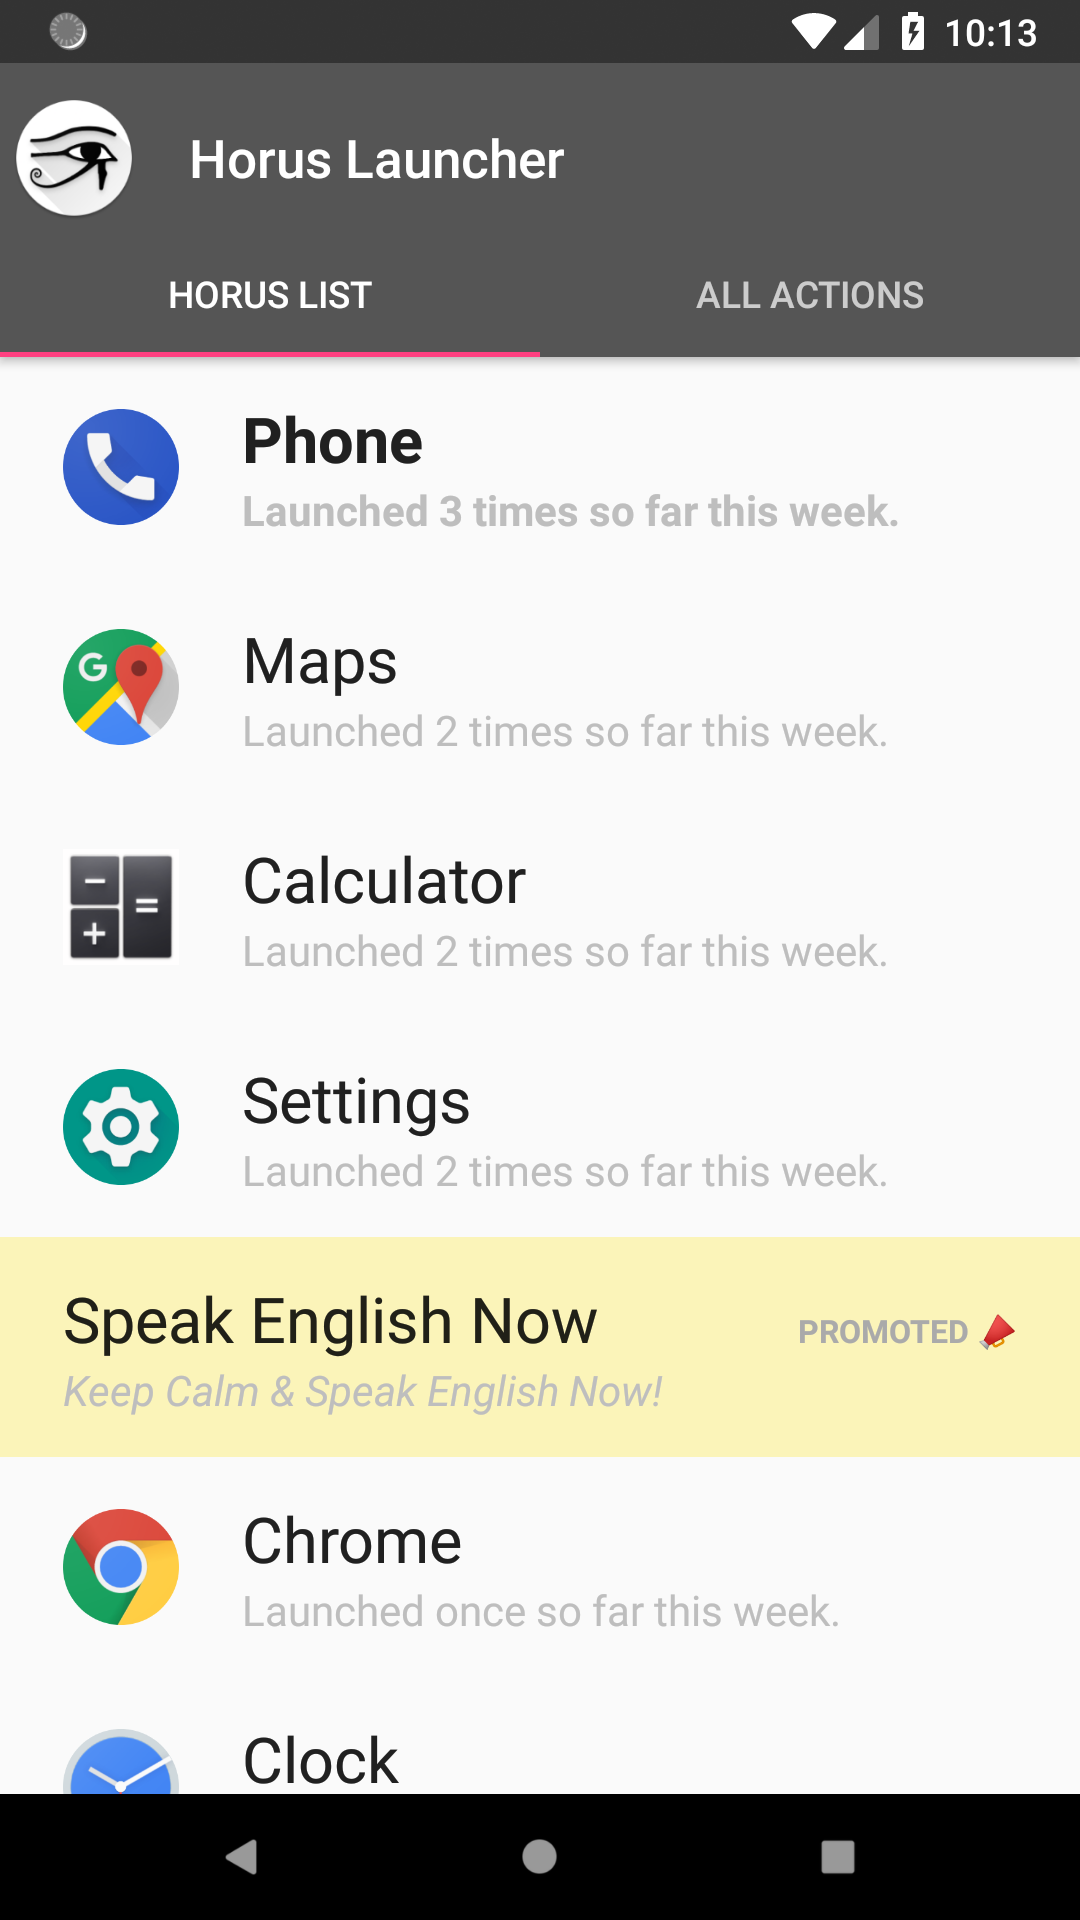 10:13
Horus Launcher
HORUS LIST
ALL ACTIONS
Phone
Launched 3 times so far this week.
G
Maps
Launched 2 times so far this week.
Calculator
Launched 2 times so far this week.
Settings
Launched 2 times so far this week.
Speak English Now
PROMOTED
Keep Calm & Speak English Now!
Chrome
Launched once so far this week.
Clock